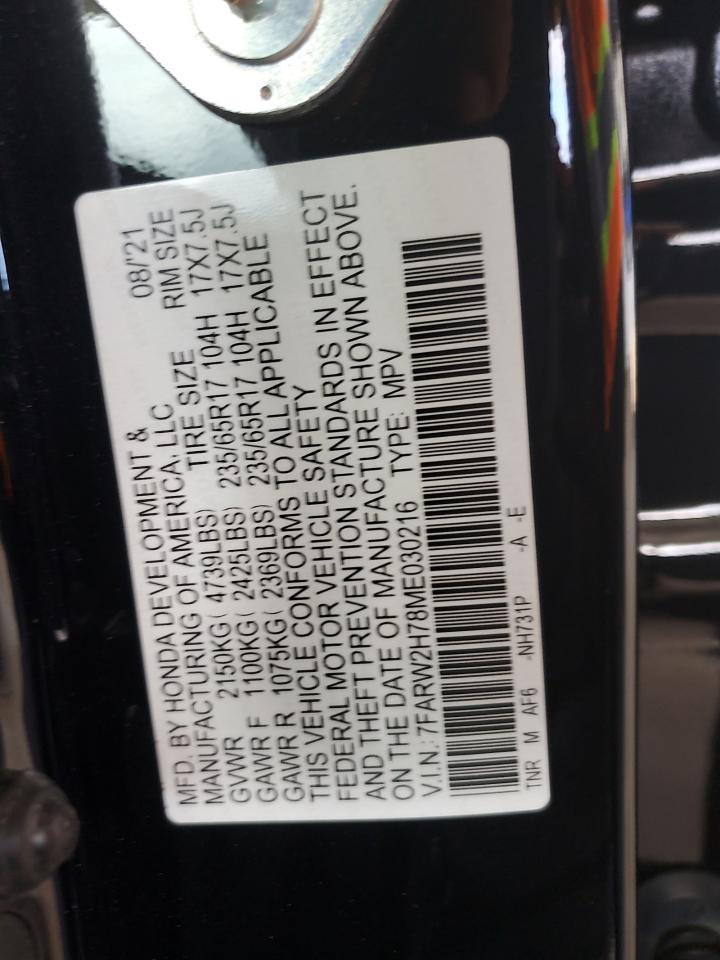 MFD. BY HONDA DEVELOPMENT & 08/'21
MANUFACTURING OF AMERICA, LLC
TIRE SIZE RIM SIZE
GVWR 2150KG( 4739LBS) 235/65R17 104H 17X7.5J
GAWR F 1100KG( 2425LBS) 235/65R17 104H 17X7.5J
GAWR R 1075KG( 2369LBS)
THIS VEHICLE CONFORMS TO ALL APPLICABLE
FEDERAL MOTOR VEHICLE SAFETY
AND THEFT PREVENTION STANDARDS IN EFFECT
ON THE DATE OF MANUFACTURE SHOWN ABOVE.
V.I.N.: 7FARW2H78ME030216 TYPE: MPV
TNR M AF6 -NH731P -A -E